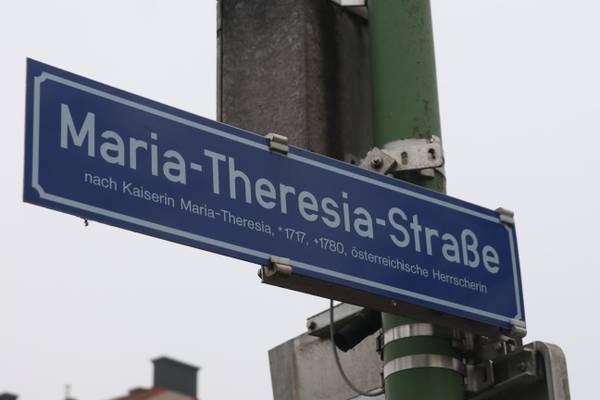 Maria-Theresia-Straße
nach Kaiserin Maria-Theresia, *1717, +1780, österreichische Herrscherin